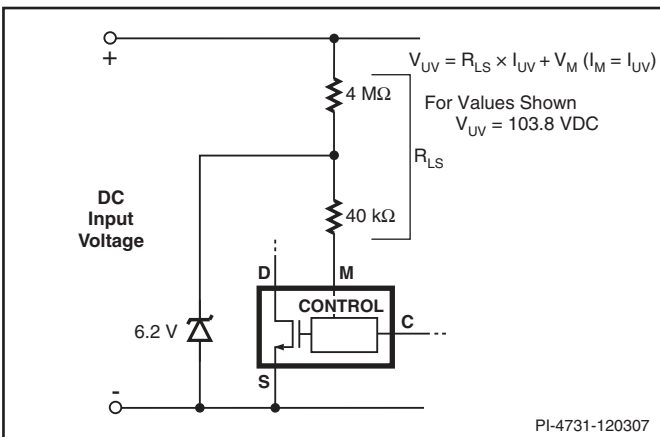 +
V_UV = R_LS × I_UV + V_M (I_M = I_UV)
4 MΩ
For Values Shown
V_UV = 103.8 VDC
R_LS
DC
Input
Voltage
40 kΩ
D
M
CONTROL
C
6.2 V
S
-
PI-4731-120307